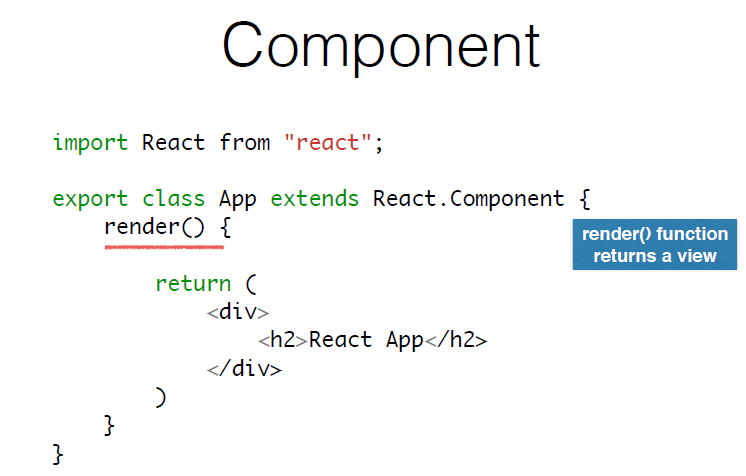 Component
import React from "react";
export class App extends React.Component {
render() {
render() function
returns a view
return (
<div>
<h2>React App</h2>
</div>
)
}
}